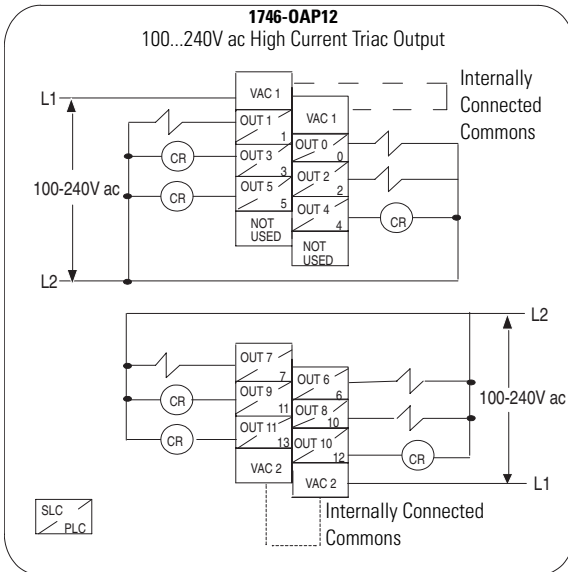 1746-OAP12
100...240V ac High Current Triac Output
Internally
Connected
Commons
L1
VAC 1
VAC 1
OUT 1
1
OUT 0
0
CR
OUT 3
3
OUT 2
2
100-240V ac
CR
OUT 5
5
OUT 4
4
CR
NOT
USED
NOT
USED
L2
L2
OUT 7
7
OUT 6
6
CR
OUT 9
11
OUT 8
10
100-240V ac
CR
OUT 11
13
OUT 10
12
CR
VAC 2
VAC 2
L1
SLC
PLC
Internally Connected
Commons